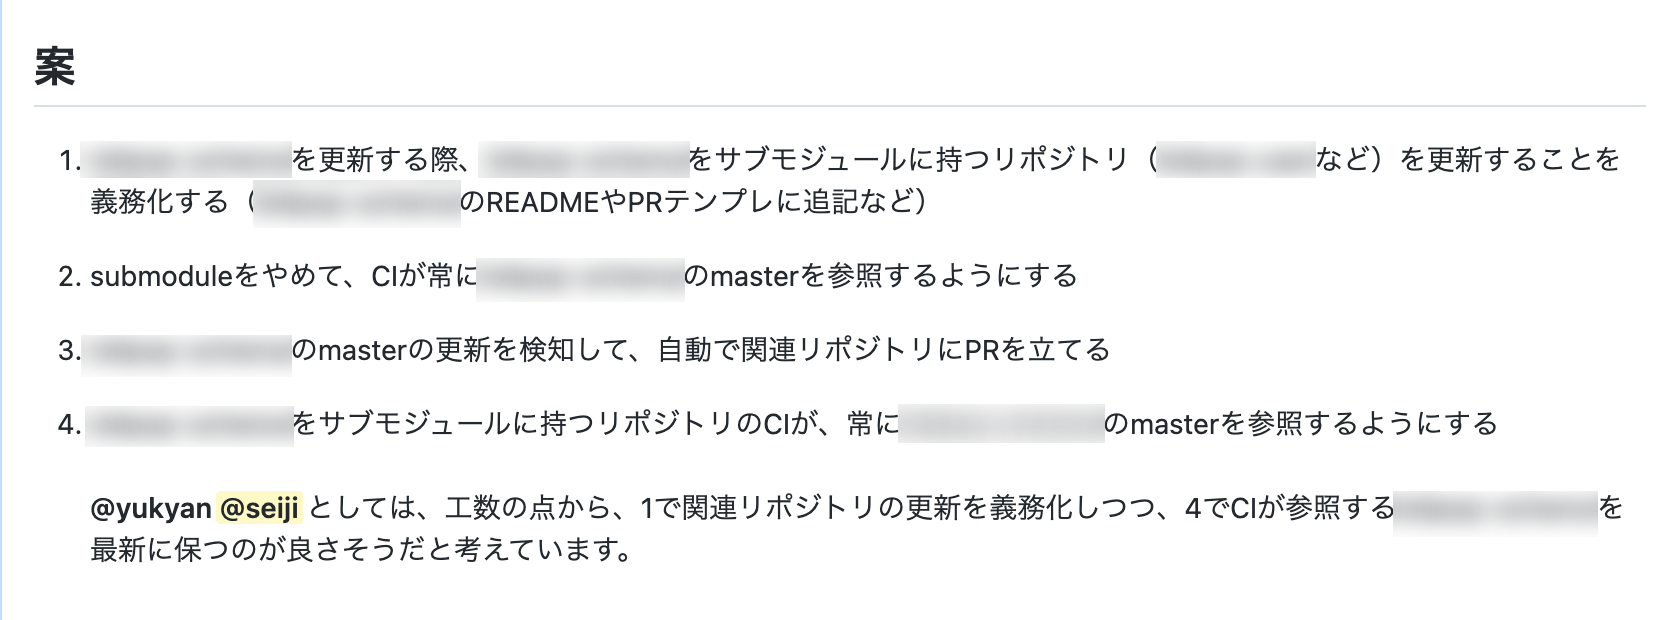 案
1. を更新する際、をサブモジュールに持つリポジトリ（など）を更新することを
義務化する（のREADMEやPRテンプレに追記など）
2. submoduleをやめて、CIが常にのmasterを参照するようにする
3. のmasterの更新を検知して、自動で関連リポジトリにPRを立てる
4. をサブモジュールに持つリポジトリのCIが、常にのmasterを参照するようにする
@yukyan @seiji としては、工数の点から、1で関連リポジトリの更新を義務化しつつ、4でCIが参照するを
最新に保つのが良さそうだと考えています。